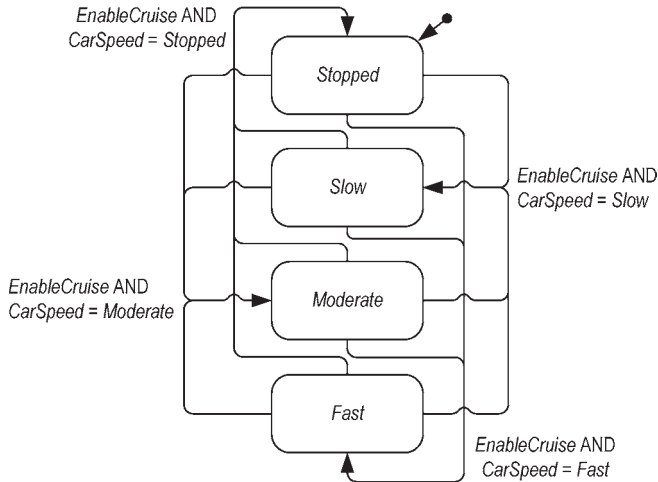 EnableCruise AND
CarSpeed = Stopped
Stopped
Slow
EnableCruise AND
CarSpeed = Slow
EnableCruise AND
CarSpeed = Moderate
Moderate
Fast
EnableCruise AND
CarSpeed = Fast